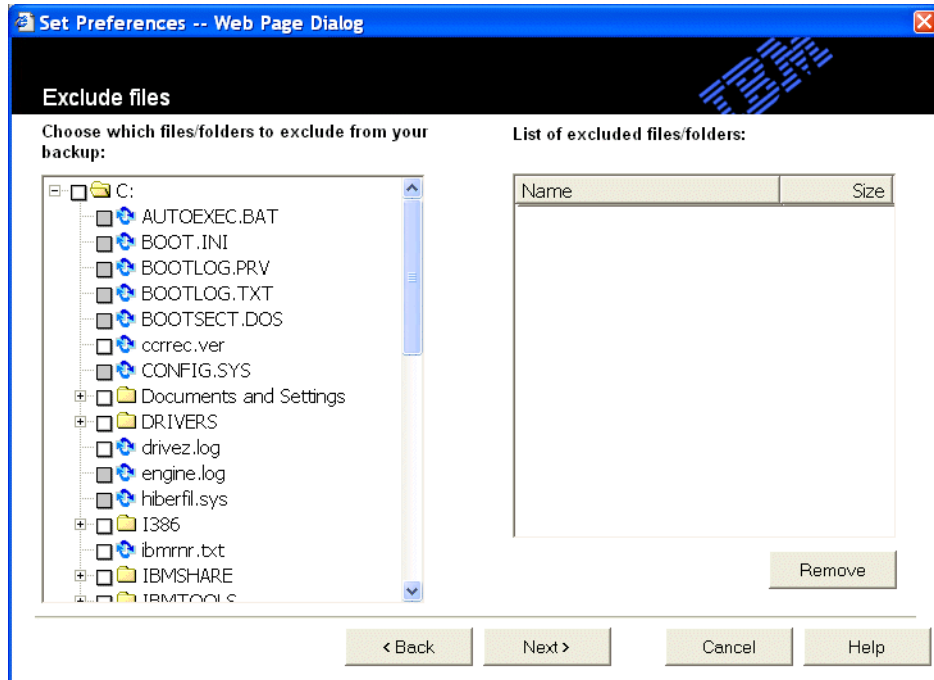 Set Preferences -- Web Page Dialog
IBM
Exclude files
Choose which files/folders to exclude from your
backup:
C:
AUTOEXEC.BAT
BOOT.INI
BOOTLOG.PRV
BOOTLOG.TXT
BOOTSECT.DOS
ccrrec.ver
CONFIG.SYS
Documents and Settings
DRIVERS
drivez.log
engine.log
hiberfil.sys
I386
ibmrnr.txt
IBMSHARE
IBMTOOLS
List of excluded files/folders:
Name Size
Remove
< Back Next > Cancel Help